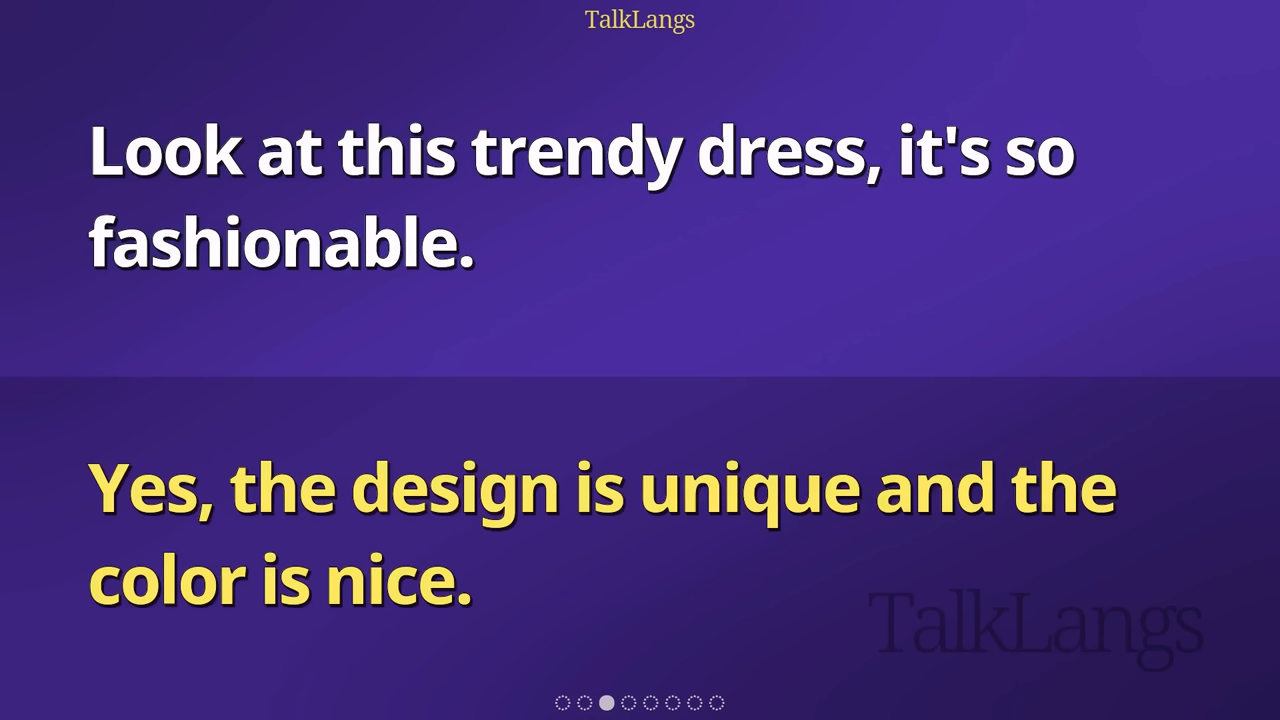 TalkLangs
Look at this trendy dress, it's so
fashionable.
Yes, the design is unique and the
color is nice.
TalkLangs